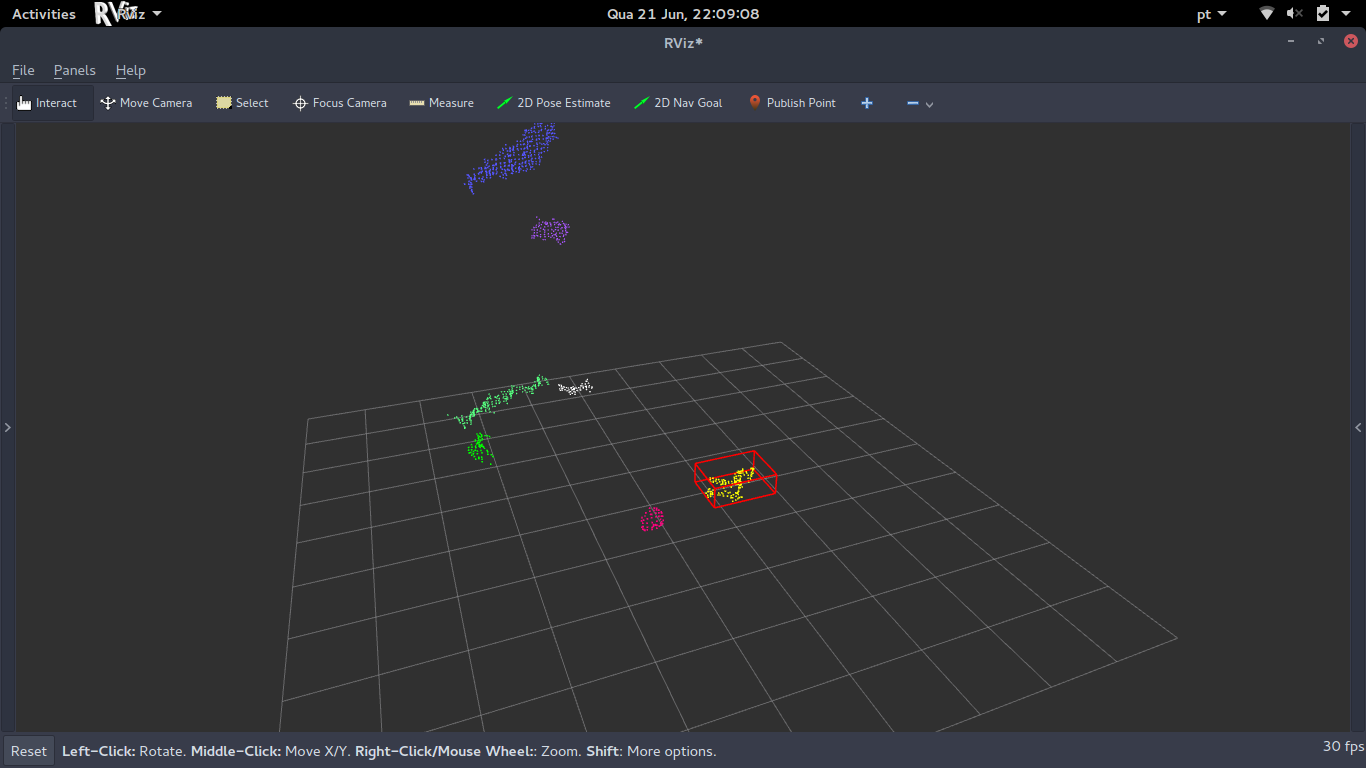 Activities RViz RViz Qua 21 Jun, 22:09:08 pt
RViz*
File Panels Help
Interact Move Camera Select Focus Camera Measure 2D Pose Estimate 2D Nav Goal Publish Point
Reset Left-Click: Rotate. Middle-Click: Move X/Y. Right-Click/Mouse Wheel:: Zoom. Shift: More options. 30 fps